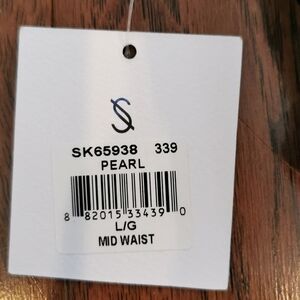 SK65938 339
PEARL
8 82015 33439 0
L/G
MID WAIST